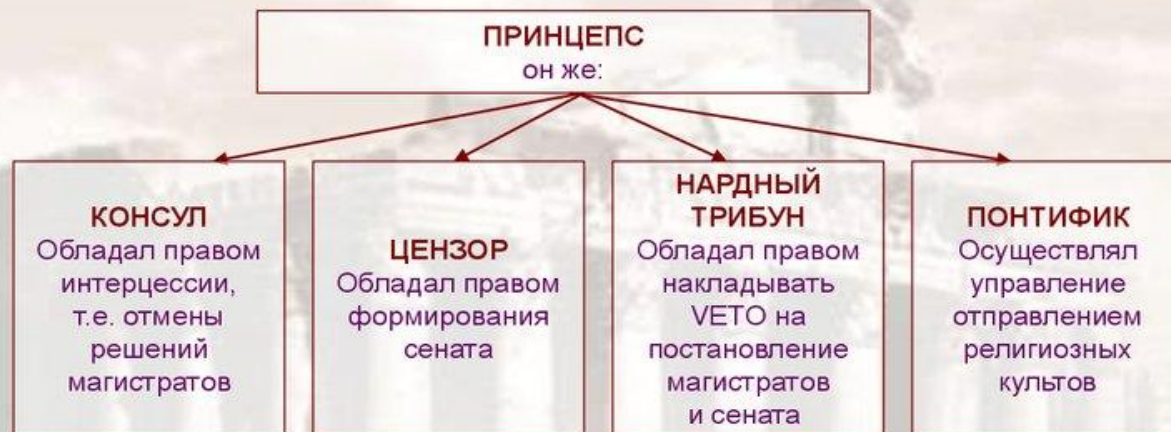 ПРИНЦЕПС
он же:
КОНСУЛ
Обладал правом
интерцессии,
т.е. отмены
решений
магистратов
ЦЕНЗОР
Обладал правом
формирования
сената
НАРДНЫЙ
ТРИБУН
Обладал правом
накладывать
VETO на
постановление
магистратов
и сената
ПОНТИФИК
Осуществлял
управление
отправлением
религиозных
культов